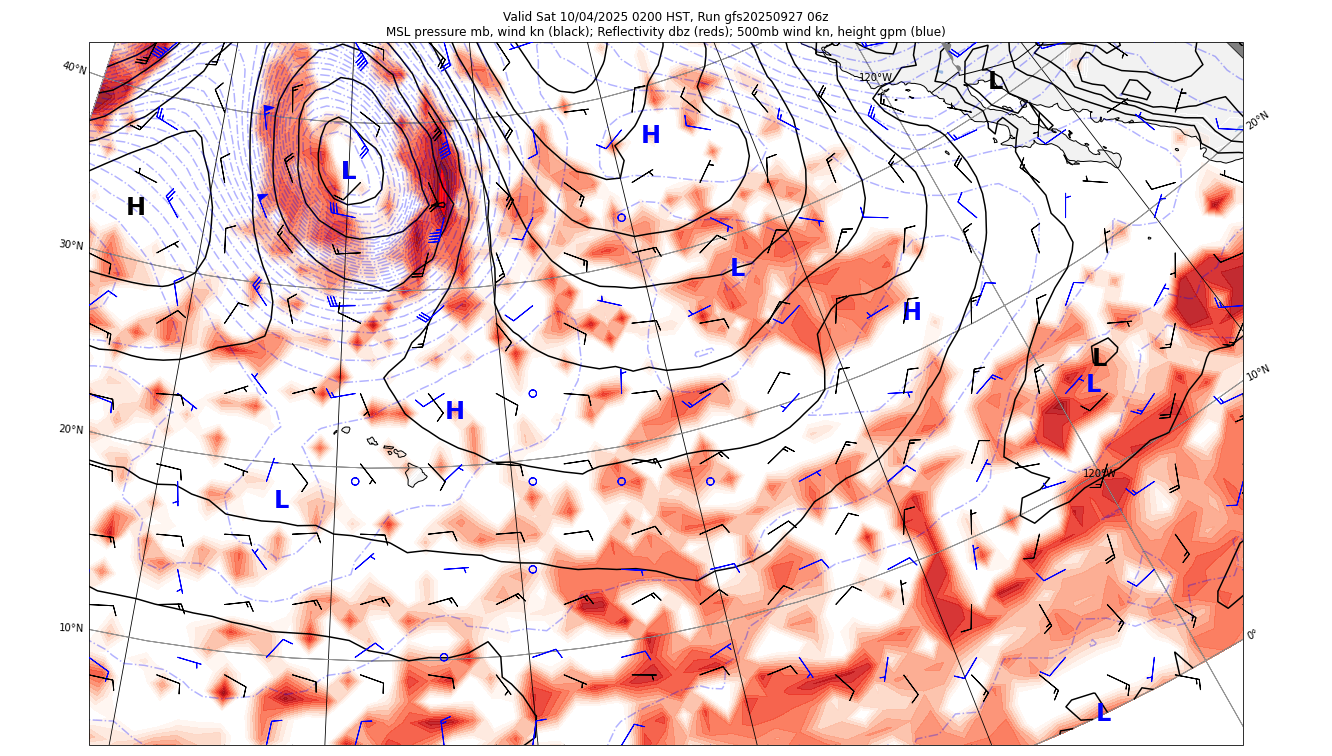 Valid Sat 10/04/2025 0200 HST, Run gfs20250927 06z
MSL pressure mb, wind kn (black); Reflectivity dbz (reds); 500mb wind kn, height gpm (blue)
40°N
120°W
L
20°N
H
L
H
30°N
L
H
L
10°N
L
H
20°N
120°W
L
10°N
0°
L